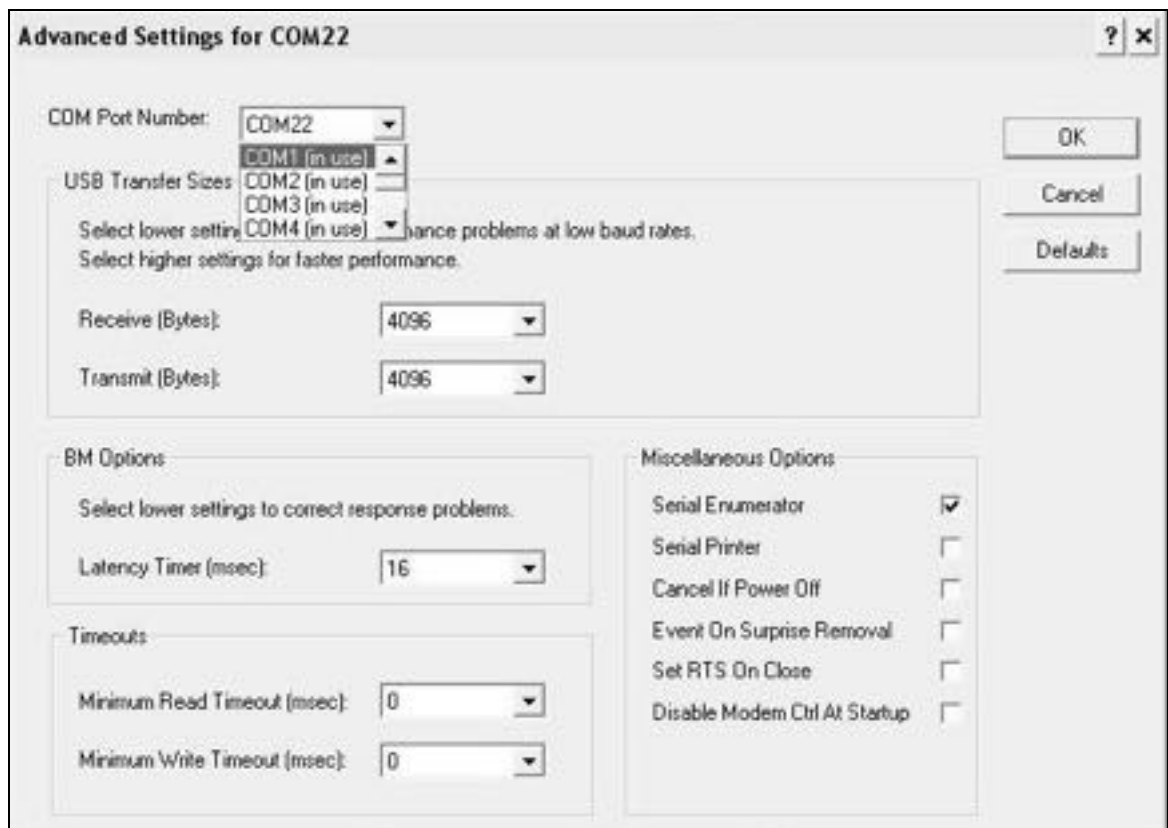 Advanced Settings for COM22
? ×
COM Port Number:
COM22
COM1 (in use)
COM2 (in use)
COM3 (in use)
COM4 (in use)
OK
Cancel
Defaults
USB Transfer Sizes
Select lower settin mance problems at low baud rates.
Select higher settings for faster performance.
Receive (Bytes):
4096
Transmit (Bytes):
4096
BM Options
Select lower settings to correct response problems.
Latency Timer (msec):
16
Timeouts
Minimum Read Timeout (msec):
0
Minimum Write Timeout (msec):
0
Miscellaneous Options
Serial Enumerator
Serial Printer
Cancel If Power Off
Event On Surprise Removal
Set RTS On Close
Disable Modem Ctrl At Startup